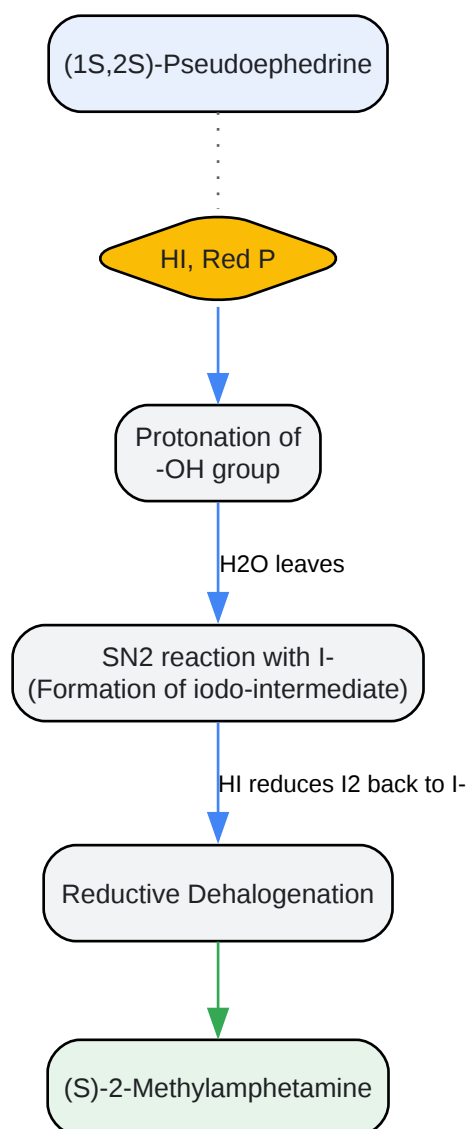 (1S,2S)-Pseudoephedrine
HI, Red P
Protonation of
-OH group
H2O leaves
SN2 reaction with I-
(Formation of iodo-intermediate)
HI reduces I2 back to I-
Reductive Dehalogenation
(S)-2-Methylamphetamine